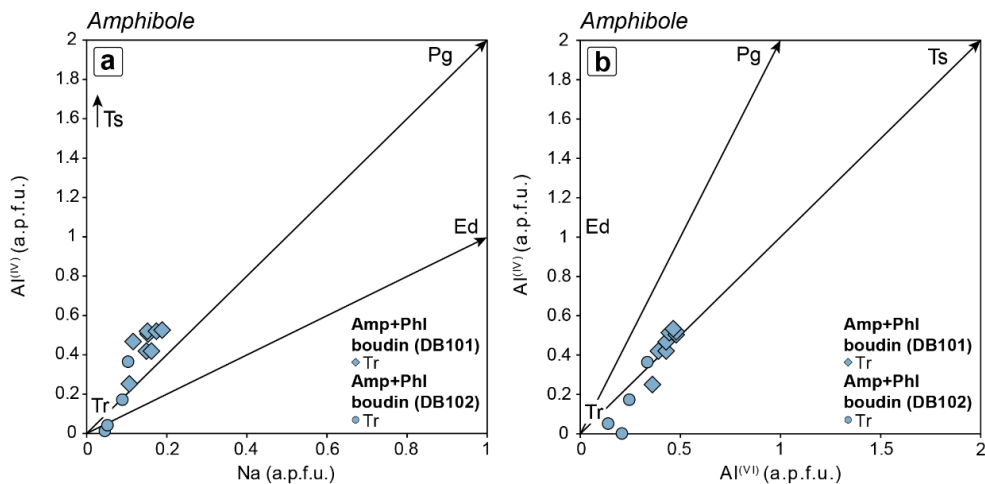 Amphibole
a
2
1.8
1.6
1.4
1.2
1
0.8
0.6
0.4
0.2
0
Al(IV) (a.p.f.u.)
Ts
Pg
Ed
Tr
Amp+Phl
boudin (DB101)
Tr
Amp+Phl
boudin (DB102)
Tr
0 0.2 0.4 0.6 0.8 1
Na (a.p.f.u.)
Amphibole
b
2
1.8
1.6
1.4
1.2
1
0.8
0.6
0.4
0.2
0
Al(IV) (a.p.f.u.)
Pg
Ts
Ed
Tr
Amp+Phl
boudin (DB101)
Tr
Amp+Phl
boudin (DB102)
Tr
0 0.5 1 1.5 2
Al(VI) (a.p.f.u.)